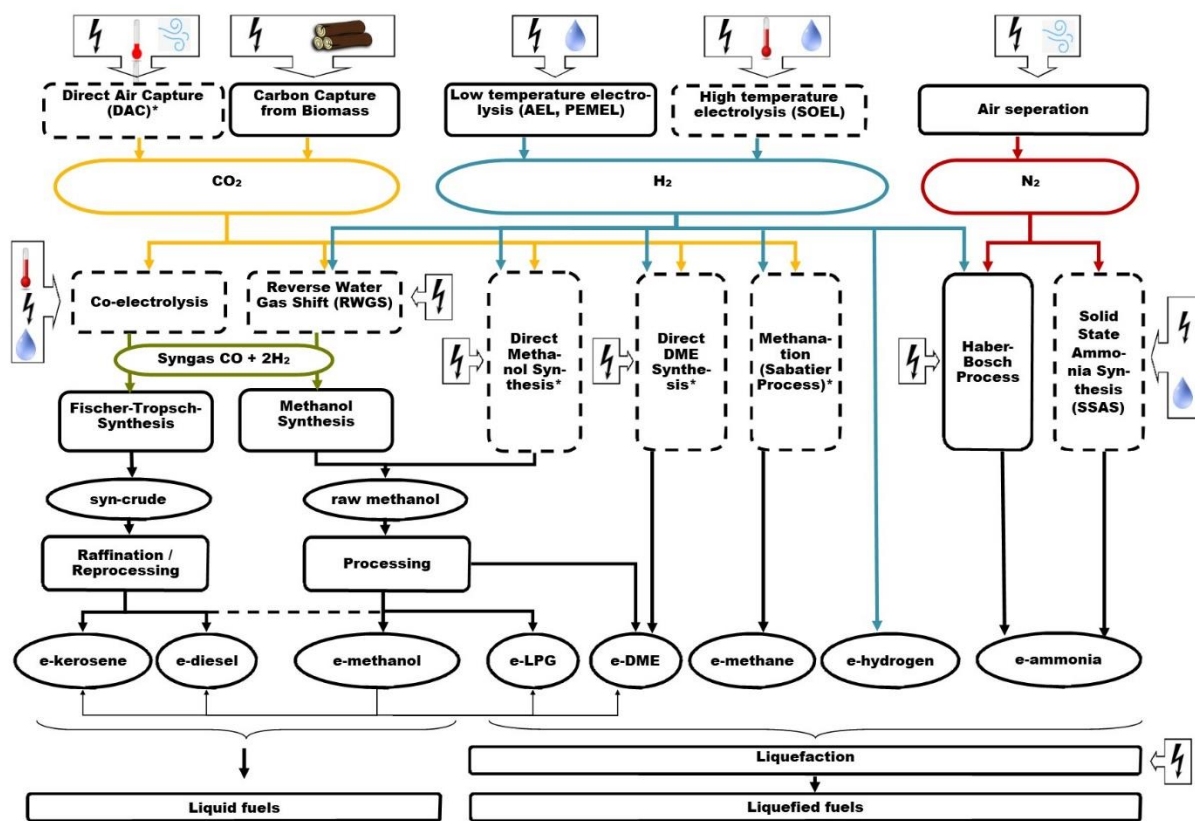 Direct Air Capture
(DAC)*
Carbon Capture
from Biomass
Low temperature electro-
lysis (AEL, PEMEL)
High temperature
electrolysis (SOEL)
Air seperation
CO₂
H₂
N₂
Co-electrolysis
Reverse Water
Gas Shift (RWGS)
Direct
Metha-
nol Syn-
thesis*
Direct
DME
Synthe-
sis*
Methana-
tion
(Sabatier
Process)*
Haber-
Bosch
Process
Solid
State
Ammo-
nia Syn-
thesis
(SSAS)
Syngas CO + 2H₂
Fischer-Tropsch-
Synthesis
Methanol
Synthesis
syn-crude
raw methanol
Raffination /
Reprocessing
Processing
e-kerosene
e-diesel
e-methanol
e-LPG
e-DME
e-methane
e-hydrogen
e-ammonia
Liquefaction
Liquid fuels
Liquefied fuels